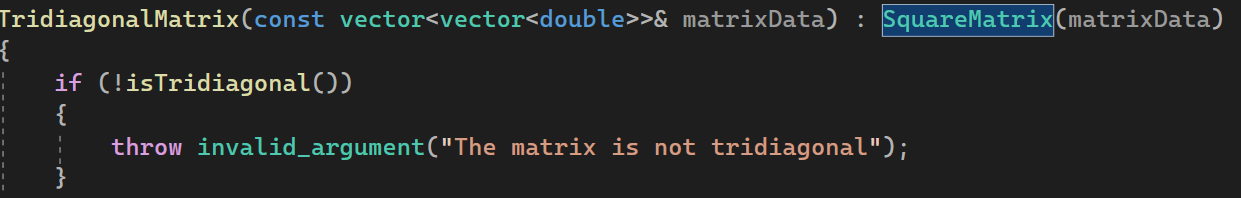 TridiagonalMatrix(const vector<vector<double>>& matrixData) : SquareMatrix(matrixData)
{
if (!isTridiagonal())
{
throw invalid_argument("The matrix is not tridiagonal");
}